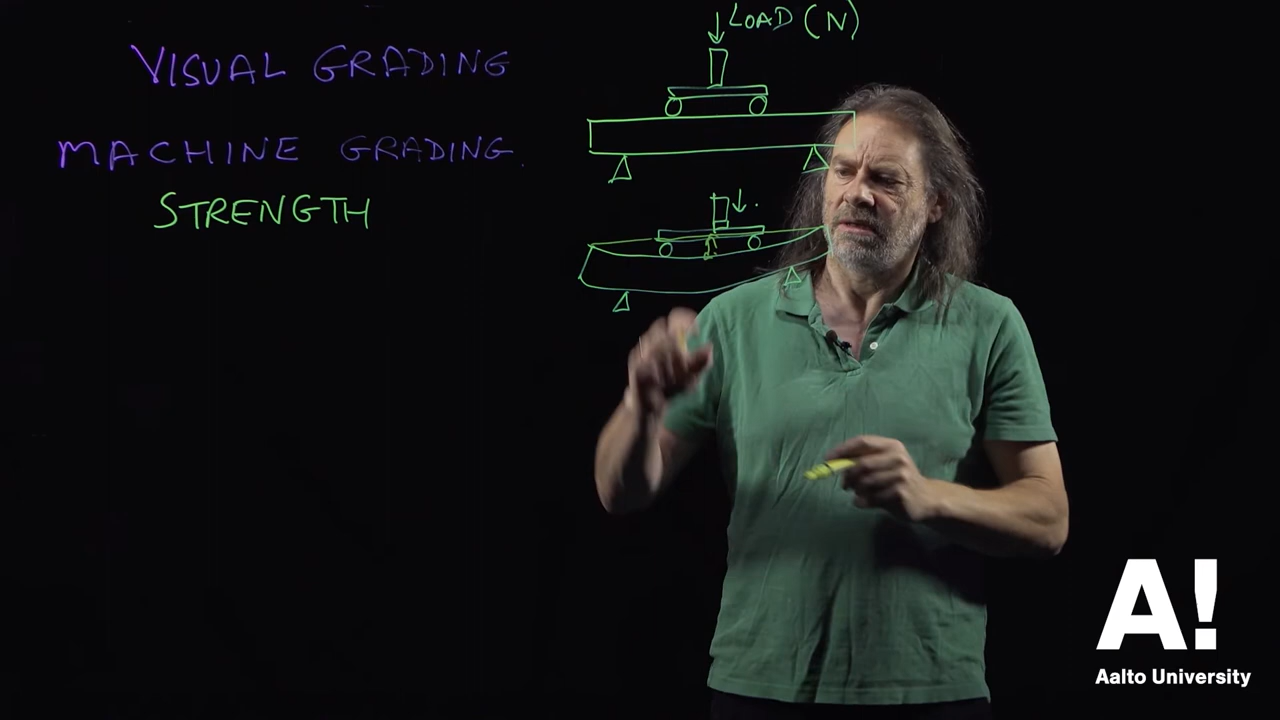 VISUAL GRADING
MACHINE GRADING.
STRENGTH
LOAD (N)
A!
Aalto University